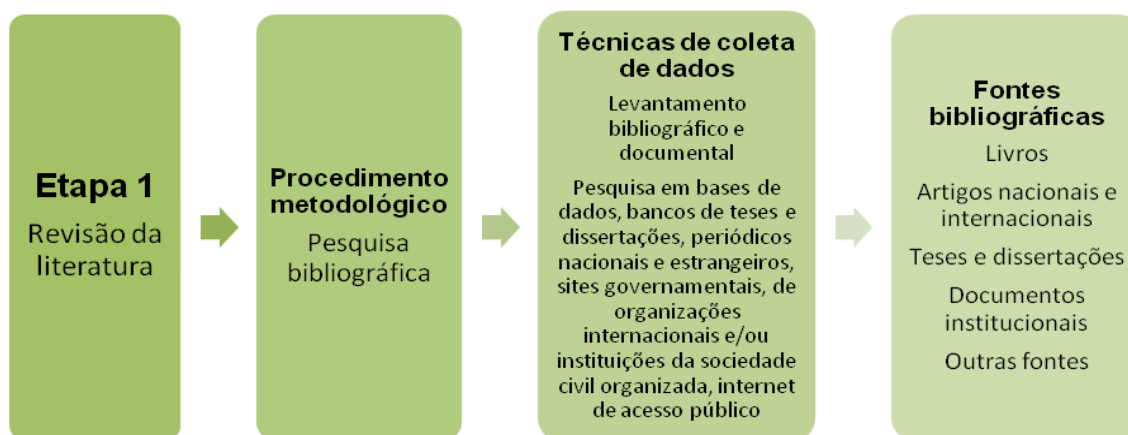 Etapa 1
Revisão da
literatura
Procedimento
metodológico
Pesquisa
bibliográfica
Técnicas de coleta
de dados
Levantamento
bibliográfico e
documental
Pesquisa em bases de
dados, bancos de teses e
dissertações, periódicos
nacionais e estrangeiros,
sites governamentais, de
organizações
internacionais e/ou
instituições da sociedade
civil organizada, internet
de acesso público
Fontes
bibliográficas
Livros
Artigos nacionais e
internacionais
Teses e dissertações
Documentos
institucionais
Outras fontes